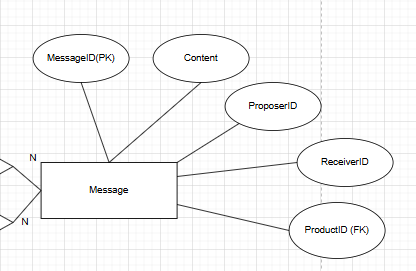 MessageID(PK)
Content
ProposerID
N
ReceiverID
Message
N
ProductID (FK)